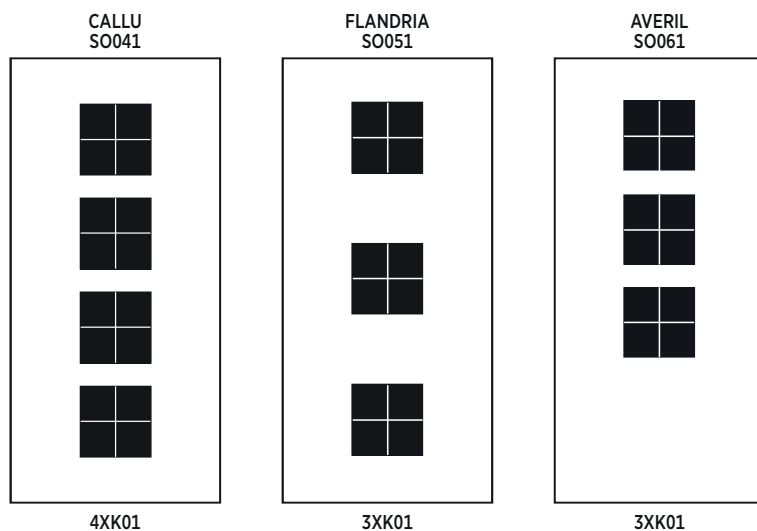 CALLU
SO041
FLANDRIA
SO051
AVERIL
SO061
4XK01
3XK01
3XK01